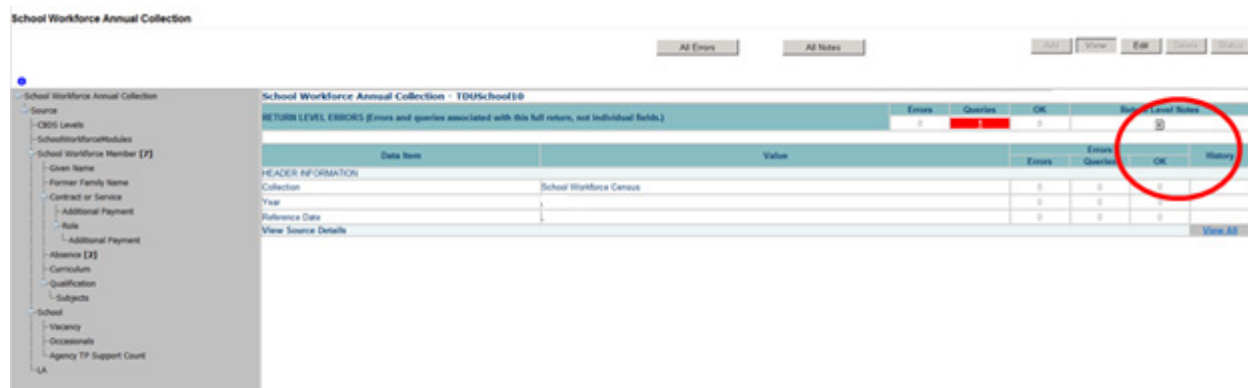 School Workforce Annual Collection
All Errors All Notes Add View Edit Delete Status
School Workforce Annual Collection
Source
CBDS Levels
SchoolWorkforceModules
School Workforce Member [7]
Given Name
Former Family Name
Contract or Service
Additional Payment
Role
Additional Payment
Absence [2]
Curriculum
Qualification
Subjects
School
Vacancy
Occasionals
Agency TP Support Count
LA
School Workforce Annual Collection - TDUSchool10
Errors Queries OK Return Level Notes
RETURN LEVEL ERRORS (Errors and queries associated with this full return, not individual fields.)
0 0
Data Item Value Errors History
Errors Queries OK
HEADER INFORMATION
Collection School Workforce Census 0 0 0
Year 0 0 0
Reference Date 0 0 0
View Source Details View All